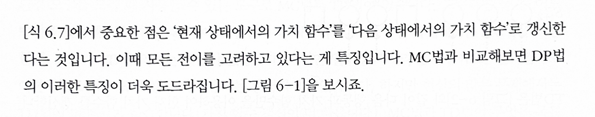 [식 6.7]에서 중요한 점은 ‘현재 상태에서의 가치 함수’를 ‘다음 상태에서의 가치 함수’로 갱신한
다는 것입니다. 이때 모든 전이를 고려하고 있다는 게 특징입니다. MC법과 비교해보면 DP법
의 이러한 특징이 더욱 도드라집니다. [그림 6-1]을 보시죠.